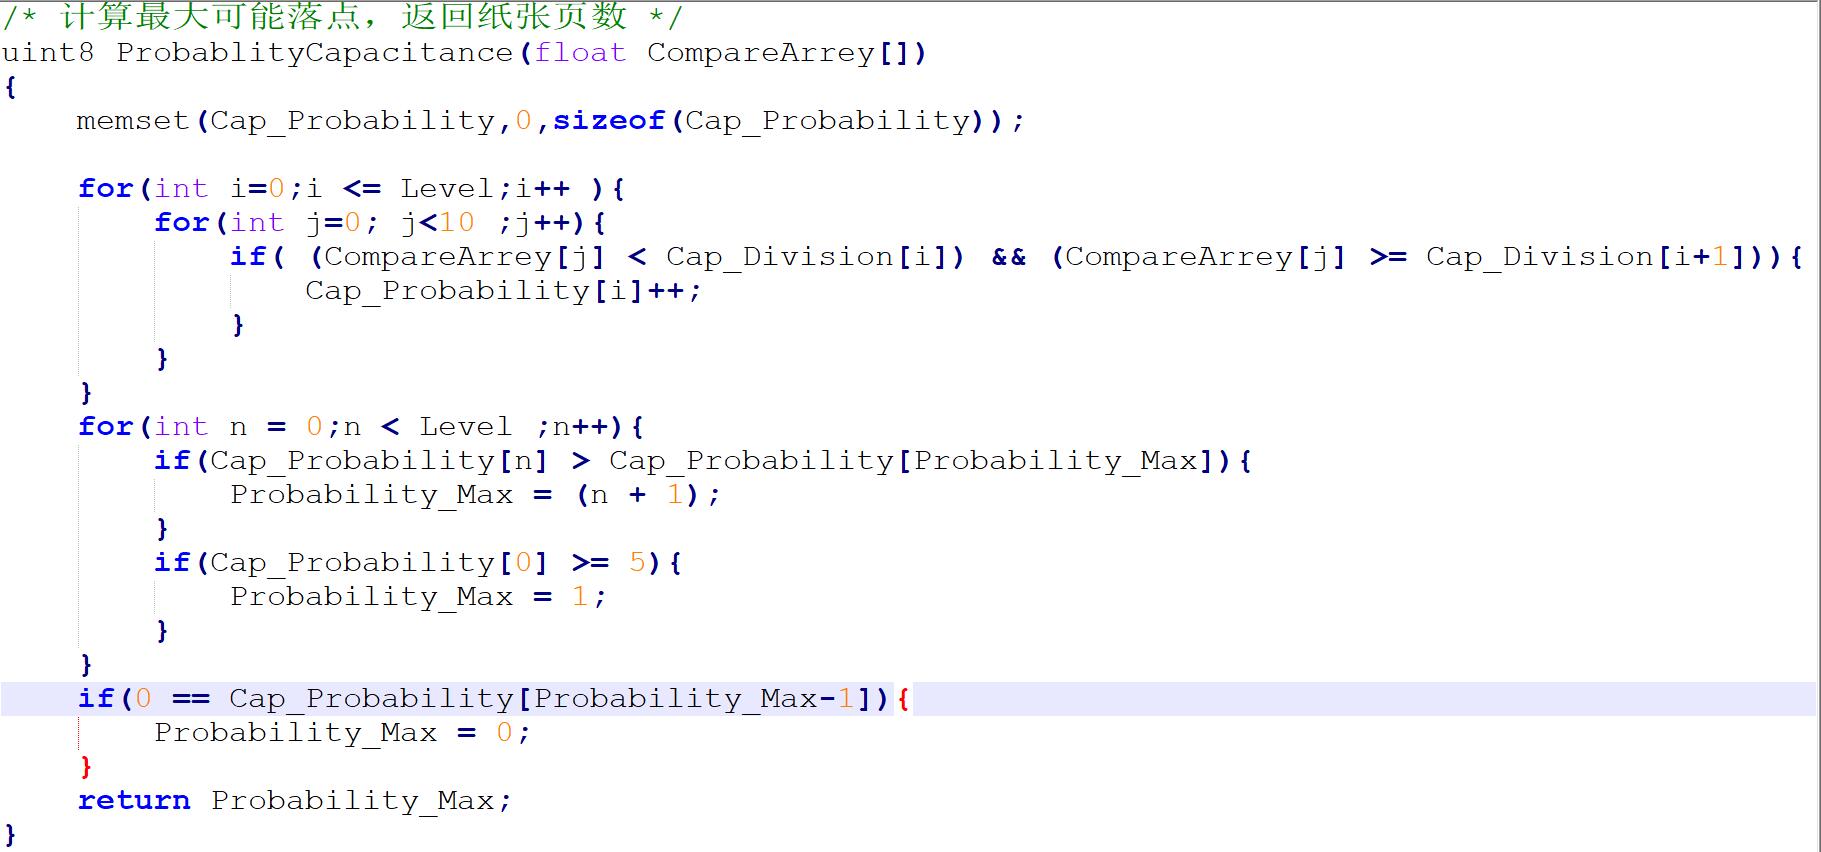 /* 计算最大可能落点，返回纸张页数 */
uint8 ProbablityCapacitance(float CompareArrey[])
{
    memset(Cap_Probability,0,sizeof(Cap_Probability));

    for(int i=0;i <= Level;i++ ){
        for(int j=0; j<10 ;j++){
            if( (CompareArrey[j] < Cap_Division[i]) && (CompareArrey[j] >= Cap_Division[i+1])){
                Cap_Probability[i]++;
            }
        }
    }
    for(int n = 0;n < Level ;n++){
        if(Cap_Probability[n] > Cap_Probability[Probability_Max]){
            Probability_Max = (n + 1);
        }
        if(Cap_Probability[0] >= 5){
            Probability_Max = 1;
        }
    }
    if(0 == Cap_Probability[Probability_Max-1]){
        Probability_Max = 0;
    }
    return Probability_Max;
}